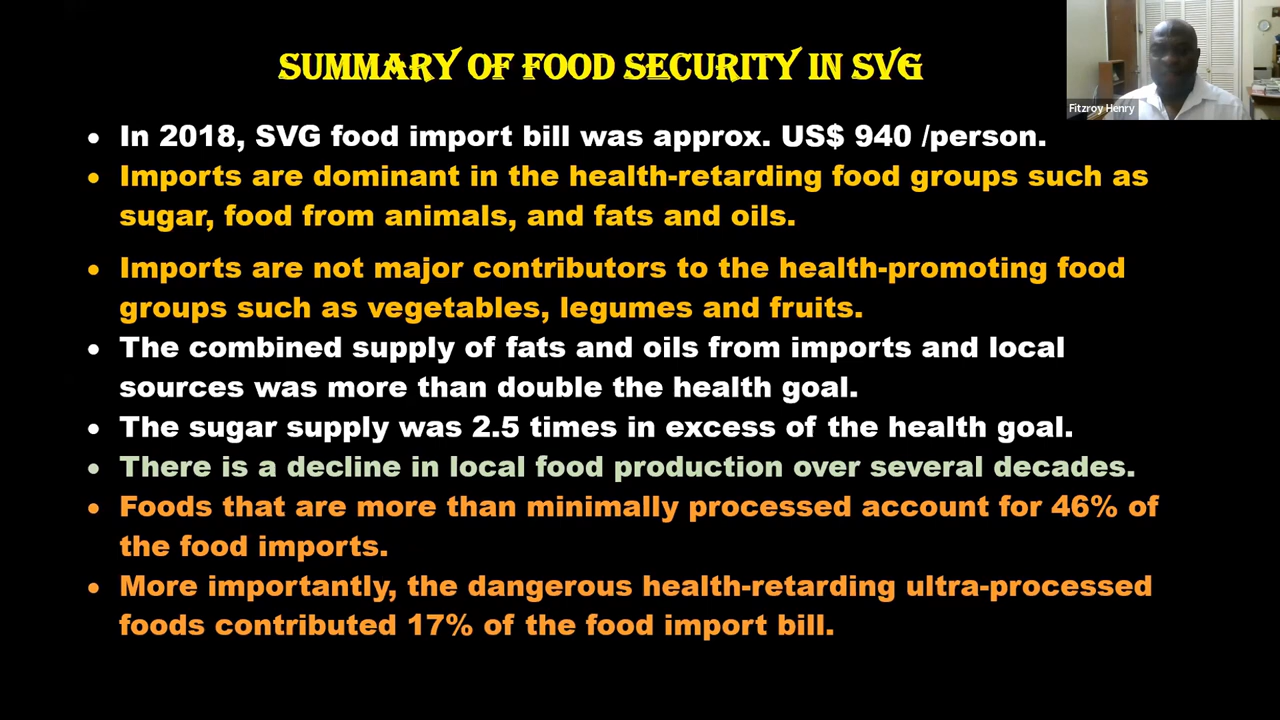 SUMMARY OF FOOD SECURITY IN SVG
Fitzroy Henry
• In 2018, SVG food import bill was approx. US$ 940 /person.
• Imports are dominant in the health-retarding food groups such as
sugar, food from animals, and fats and oils.
• Imports are not major contributors to the health-promoting food
groups such as vegetables, legumes and fruits.
• The combined supply of fats and oils from imports and local
sources was more than double the health goal.
• The sugar supply was 2.5 times in excess of the health goal.
• There is a decline in local food production over several decades.
• Foods that are more than minimally processed account for 46% of
the food imports.
• More importantly, the dangerous health-retarding ultra-processed
foods contributed 17% of the food import bill.